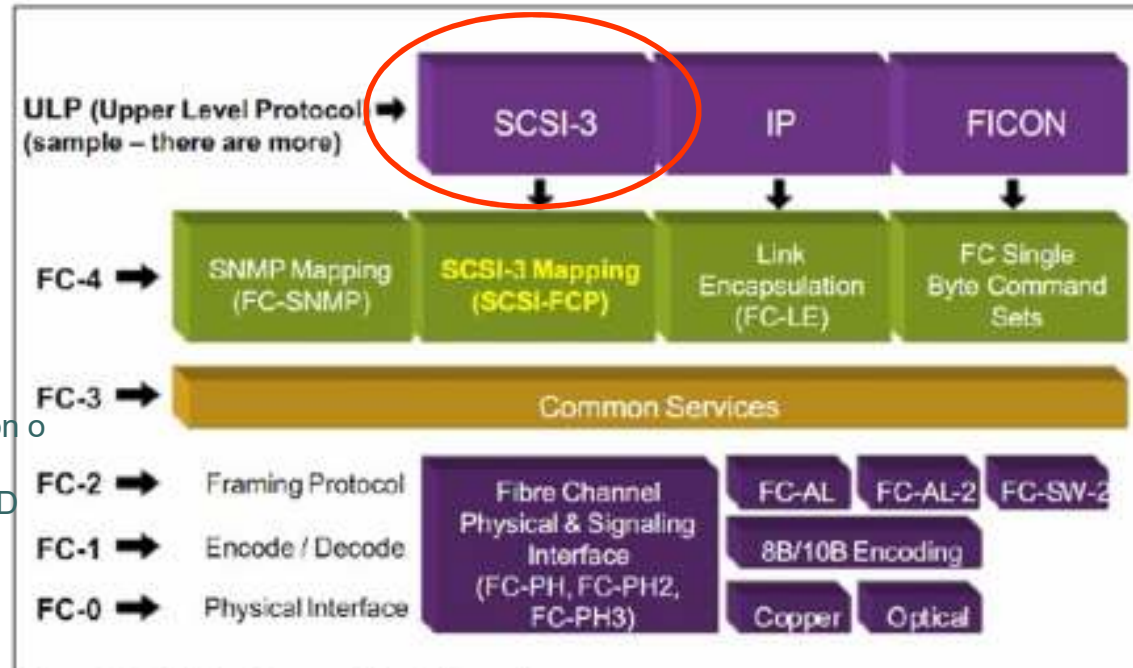 ULP (Upper Level Protocol)
(sample – there are more)
SCSI-3
IP
FICON
FC-4
SNMP Mapping
(FC-SNMP)
SCSI-3 Mapping
(SCSI-FCP)
Link
Encapsulation
(FC-LE)
FC Single
Byte Command
Sets
FC-3
Common Services
on o
D
FC-2
Framing Protocol
FC-1
Encode / Decode
FC-0
Physical Interface
Fibre Channel
Physical & Signaling
Interface
(FC-PH, FC-PH2,
FC-PH3)
FC-AL
FC-AL-2
FC-SW-2
8B/10B Encoding
Copper
Optical